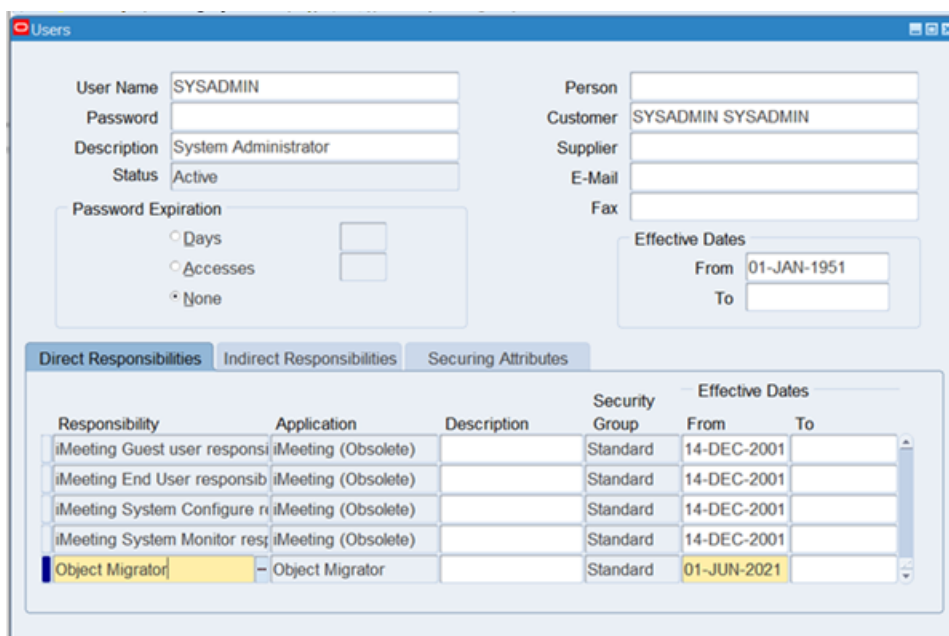 Users
User Name SYSADMIN
Password
Description System Administrator
Status Active
Person
Customer SYSADMIN SYSADMIN
Supplier
E-Mail
Fax
Password Expiration
Days
Accesses
None
Effective Dates
From 01-JAN-1951
To
Direct Responsibilities Indirect Responsibilities Securing Attributes
Effective Dates
Responsibility Application Description Security Group From To
iMeeting Guest user responsi iMeeting (Obsolete) Standard 14-DEC-2001
iMeeting End User responsib iMeeting (Obsolete) Standard 14-DEC-2001
iMeeting System Configure re iMeeting (Obsolete) Standard 14-DEC-2001
iMeeting System Monitor resp iMeeting (Obsolete) Standard 14-DEC-2001
Object Migrator Object Migrator Standard 01-JUN-2021